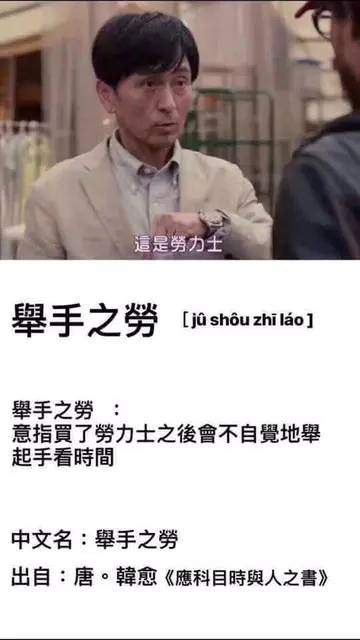 這是勞力士
舉手之勞 [ jǔ shǒu zhī láo ]
舉手之勞 :
意指買了勞力士之後會不自覺地舉
起手看時間
中文名：舉手之勞
出自：唐。韓愈《應科目時與人之書》